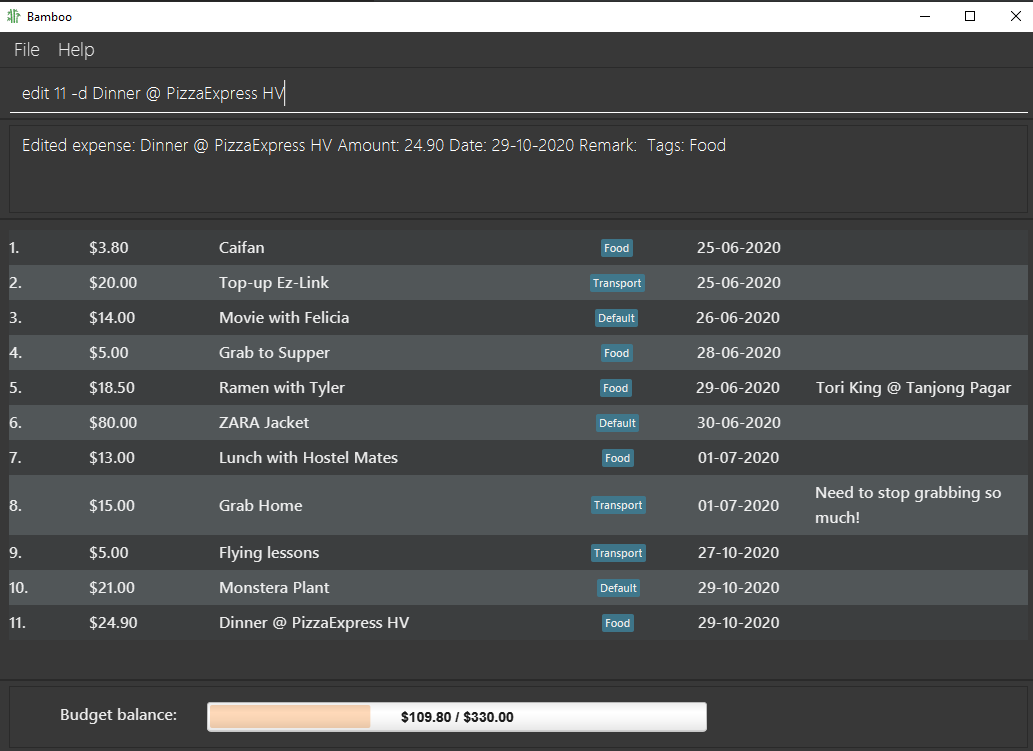 Bamboo
File Help
edit 11 -d Dinner @ PizzaExpress HV
Edited expense: Dinner @ PizzaExpress HV Amount: 24.90 Date: 29-10-2020 Remark:  Tags: Food
1. $3.80 Caifan Food 25-06-2020
2. $20.00 Top-up Ez-Link Transport 25-06-2020
3. $14.00 Movie with Felicia Default 26-06-2020
4. $5.00 Grab to Supper Food 28-06-2020
5. $18.50 Ramen with Tyler Food 29-06-2020 Tori King @ Tanjong Pagar
6. $80.00 ZARA Jacket Default 30-06-2020
7. $13.00 Lunch with Hostel Mates Food 01-07-2020
8. $15.00 Grab Home Transport 01-07-2020 Need to stop grabbing so
much!
9. $5.00 Flying lessons Transport 27-10-2020
10. $21.00 Monstera Plant Default 29-10-2020
11. $24.90 Dinner @ PizzaExpress HV Food 29-10-2020
Budget balance: $109.80 / $330.00